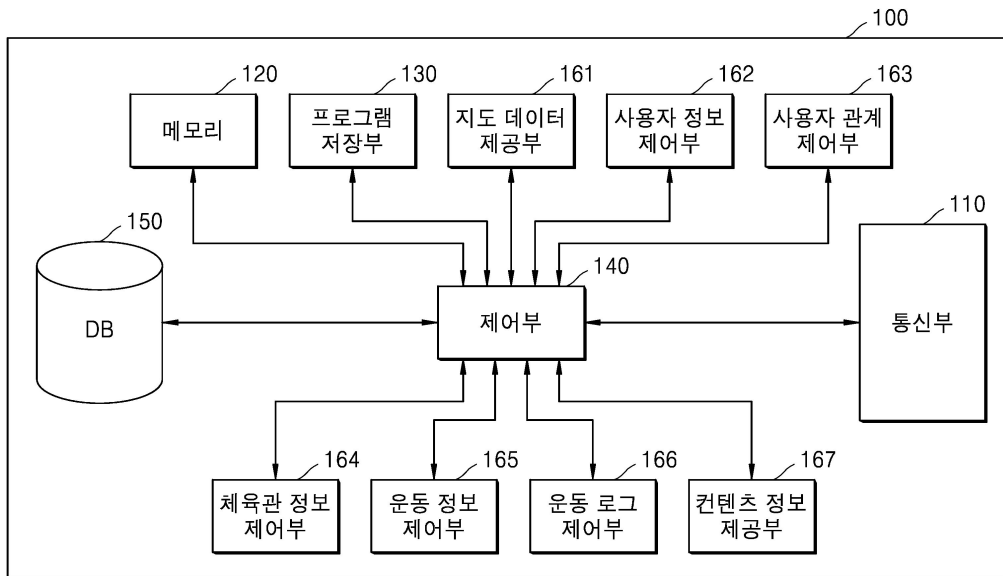 100
120
130
161
162
163
메모리
프로그램
저장부
지도 데이터
제공부
사용자 정보
제어부
사용자 관계
제어부
150
110
140
DB
제어부
통신부
164
165
166
167
체육관 정보
제어부
운동 정보
제어부
운동 로그
제어부
컨텐츠 정보
제공부